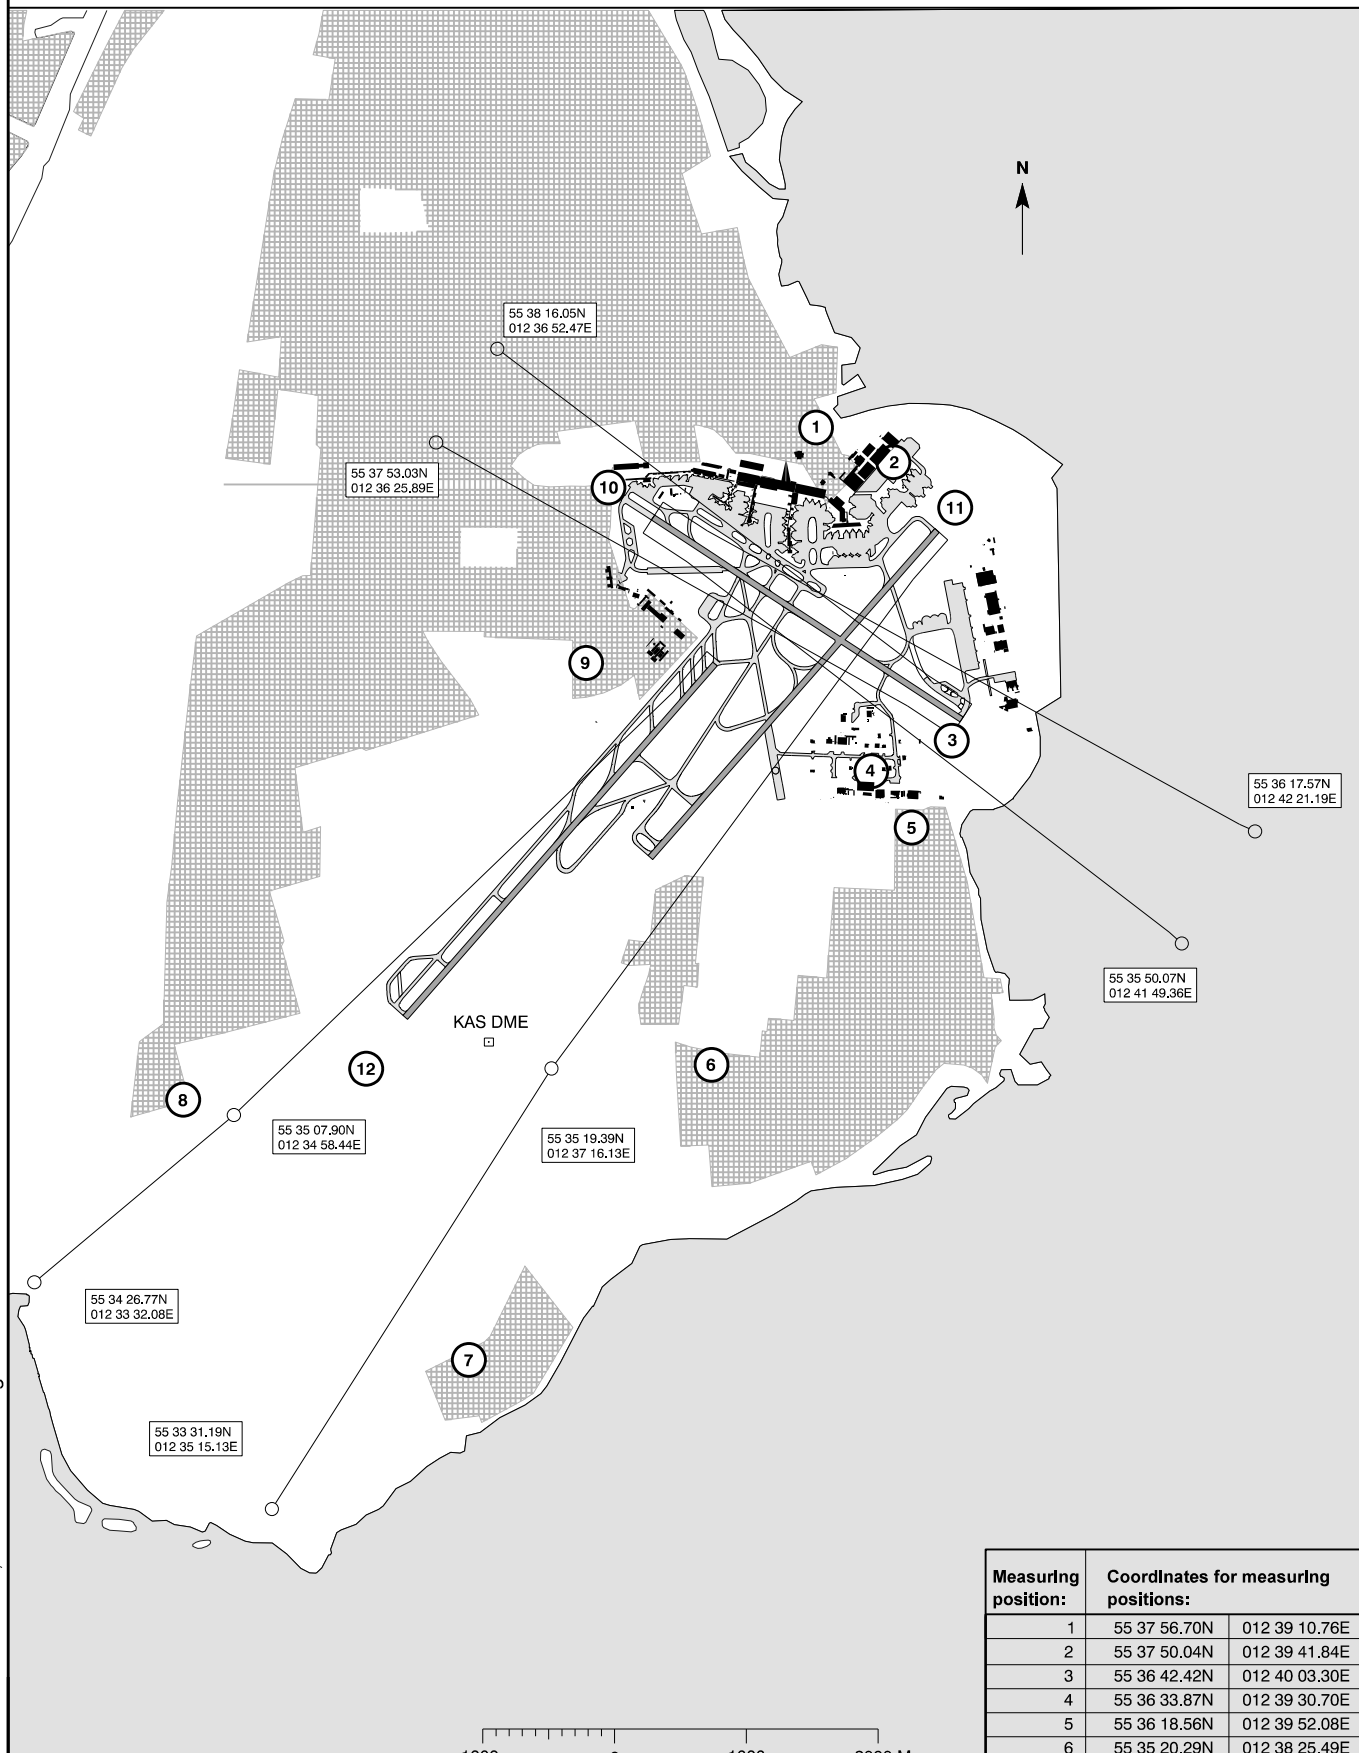 N
55 38 16.05N
012 36 52.47E
1
55 37 53.03N
012 36 25.89E
2
10
11
9
3
4
55 36 17.57N
012 42 21.19E
5
55 35 50.07N
012 41 49.36E
KAS DME
6
12
8
55 35 07.90N
012 34 58.44E
55 35 19.39N
012 37 16.13E
55 34 26.77N
012 33 32.08E
7
55 33 31.19N
012 35 15.13E
Measuring position:
Coordinates for measuring positions:
1 55 37 56.70N 012 39 10.76E
2 55 37 50.04N 012 39 41.84E
3 55 36 42.42N 012 40 03.30E
4 55 36 33.87N 012 39 30.70E
5 55 36 18.56N 012 39 52.08E
6 55 35 20.29N 012 38 25.49E
1000 0 1000 2000 M